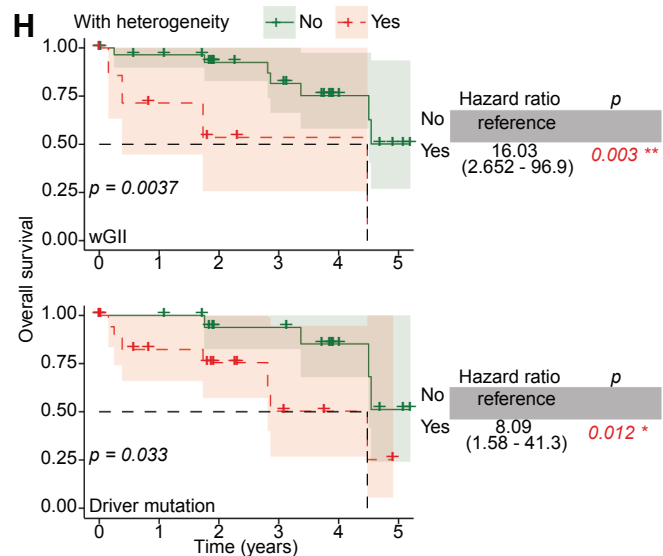 H
With heterogeneity No Yes
1.00
0.75
0.50
0.25
0.00
p = 0.0037
wGII
0 1 2 3 4 5
Hazard ratio p
No reference
Yes 16.03 0.003 **
(2.652 - 96.9)
Overall survival
1.00
0.75
0.50
0.25
0.00
p = 0.033
Driver mutation
0 1 2 3 4 5
Time (years)
Hazard ratio p
No reference
Yes 8.09 0.012 *
(1.58 - 41.3)